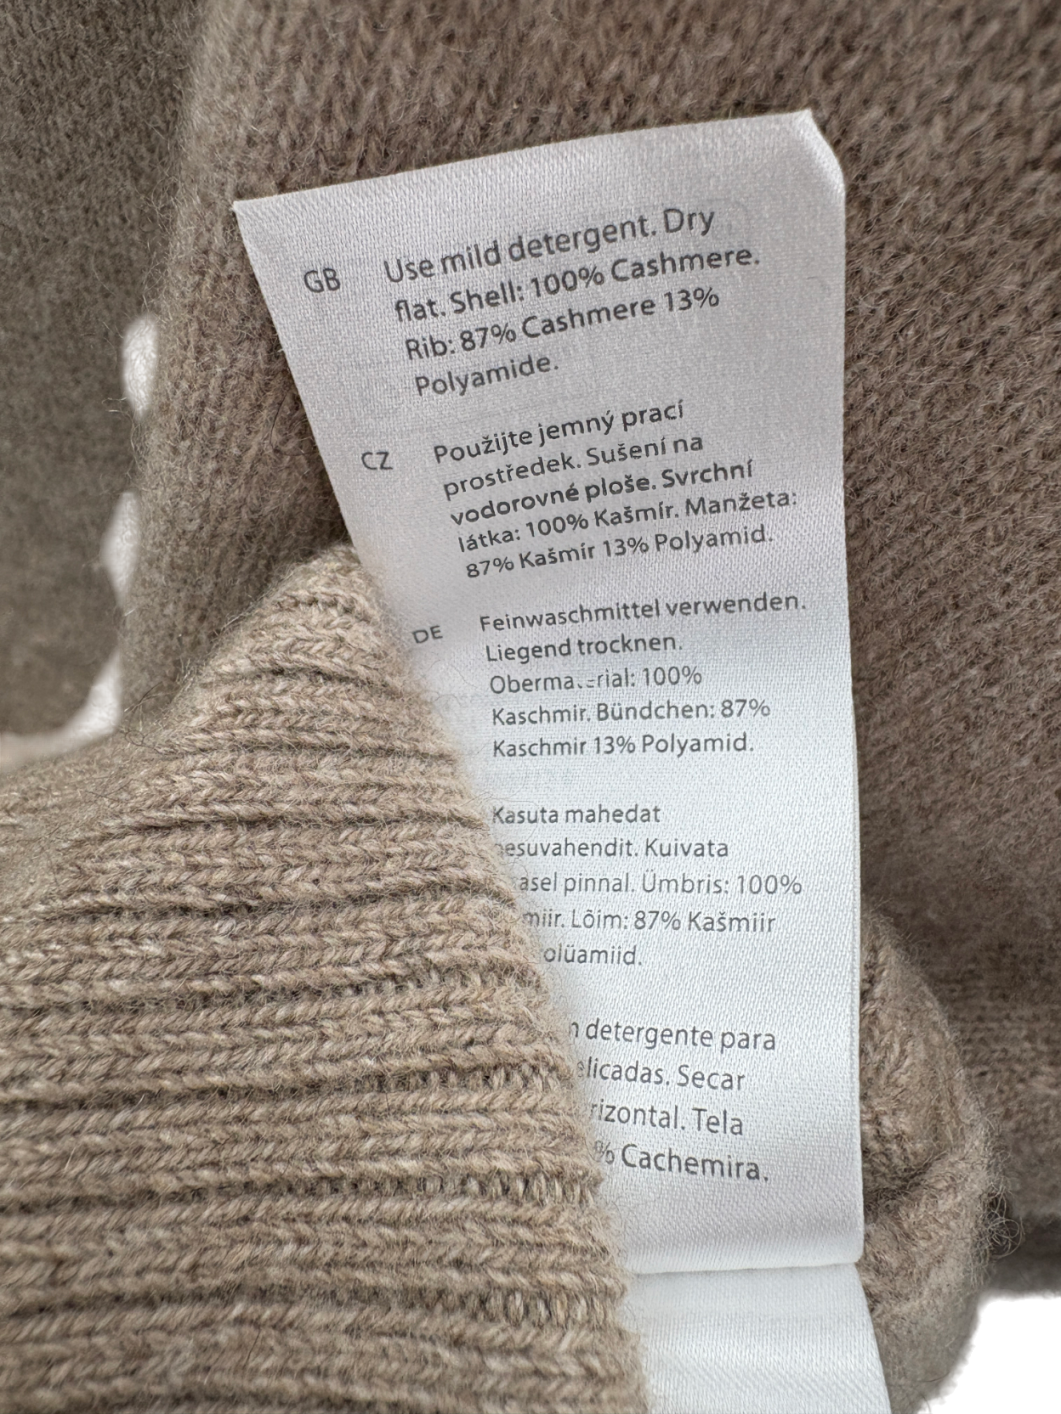 GB Use mild detergent. Dry
flat. Shell: 100% Cashmere.
Rib: 87% Cashmere 13%
Polyamide.
CZ Použijte jemný prací
prostředek. Sušení na
vodorovné ploše. Svrchní
látka: 100% Kašmír. Manžeta:
87% Kašmír 13% Polyamid.
DE Feinwaschmittel verwenden.
Liegend trocknen.
100%
Kaschmir. Bündchen: 87%
Kaschmir 13% Polyamid.
Kasuta mahedat
Kuivata
pinnal. Ümbris: 100%
Lõim: 87% Kašmiir
detergente para
Secar
Tela
% Cachemira.